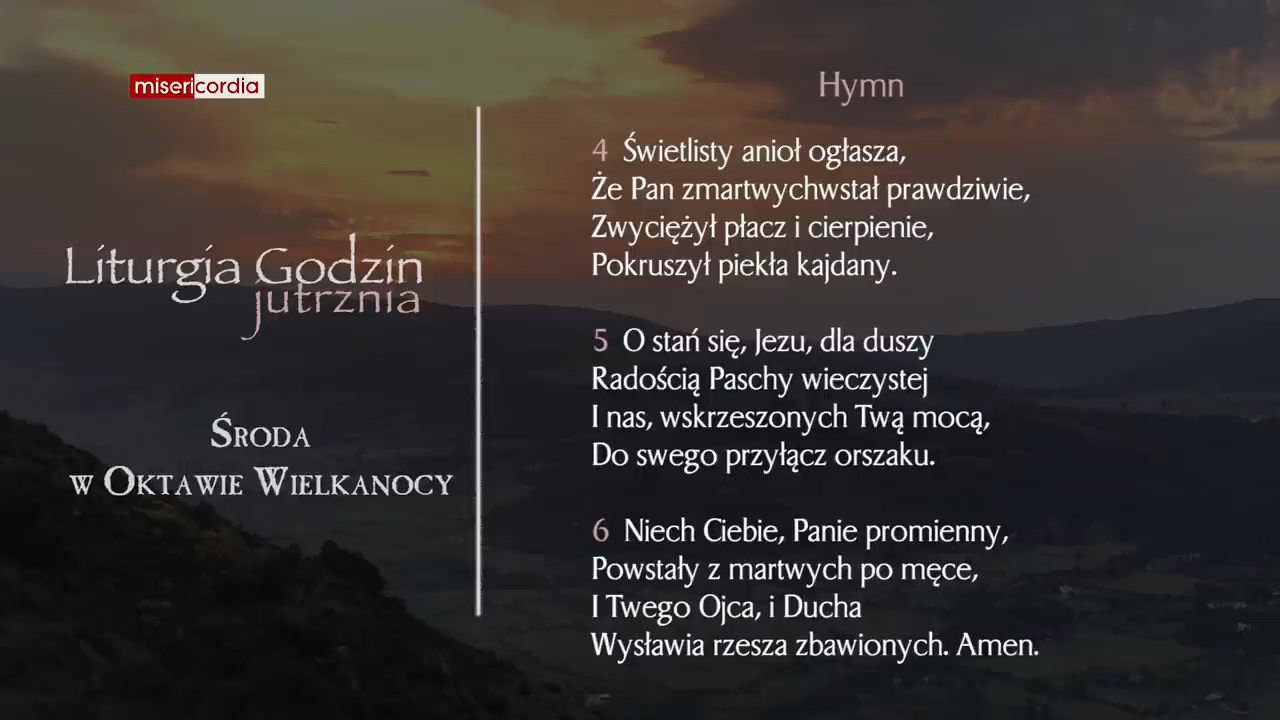 misericordia
Liturgia Godzin
jutrznia
Środa
w Oktawie Wielkanocy
Hymn
4 Świetlisty anioł ogłasza,
Że Pan zmartwychwstał prawdziwie,
Zwyciężył płacz i cierpienie,
Pokruszył piekła kajdany.
5 O stań się, Jezu, dla duszy
Radością Paschy wieczystej
I nas, wskrzeszonych Twą mocą,
Do swego przyłącz orszaku.
6 Niech Ciebie, Panie promienny,
Powstały z martwych po męce,
I Twego Ojca, i Ducha
Wysławia rzesza zbawionych. Amen.